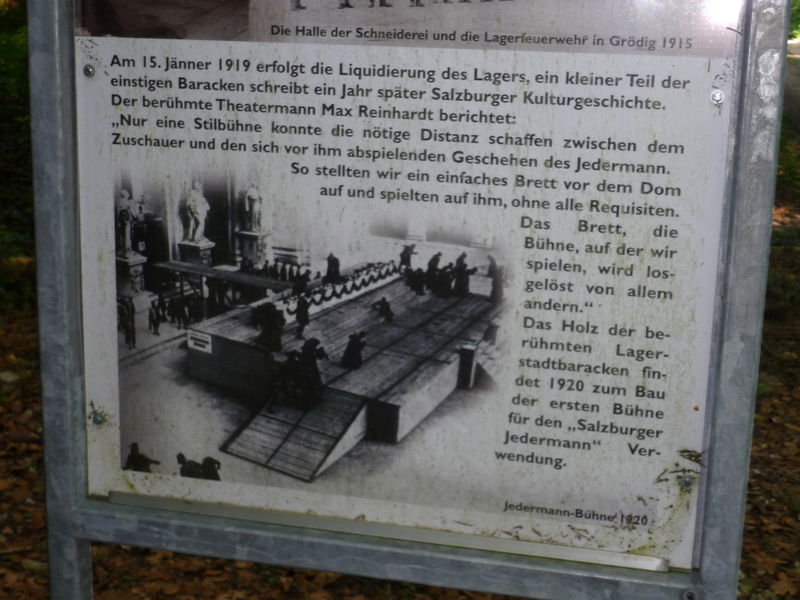 Die Halle der Schneiderei und die Lagerfeuerwehr in Grödig 1915
Am 15. Jänner 1919 erfolgt die Liquidierung des Lagers, ein kleiner Teil der
einstigen Baracken schreibt ein Jahr später Salzburger Kulturgeschichte.
Der berühmte Theatermann Max Reinhardt berichtet:
„Nur eine Stilbühne konnte die nötige Distanz schaffen zwischen dem
Zuschauer und den sich vor ihm abspielenden Geschehen des Jedermann.
So stellten wir ein einfaches Brett vor dem Dom
auf und spielten auf ihm, ohne alle Requisiten.
Das Brett, die
Bühne, auf der wir
spielen, wird los-
gelöst von allem
andern.“
Das Holz der be-
rühmten Lager-
stadtbaracken fin-
det 1920 zum Bau
der ersten Bühne
für den „Salzburger
Jedermann“ Ver-
wendung.
Jedermann-Bühne 1920